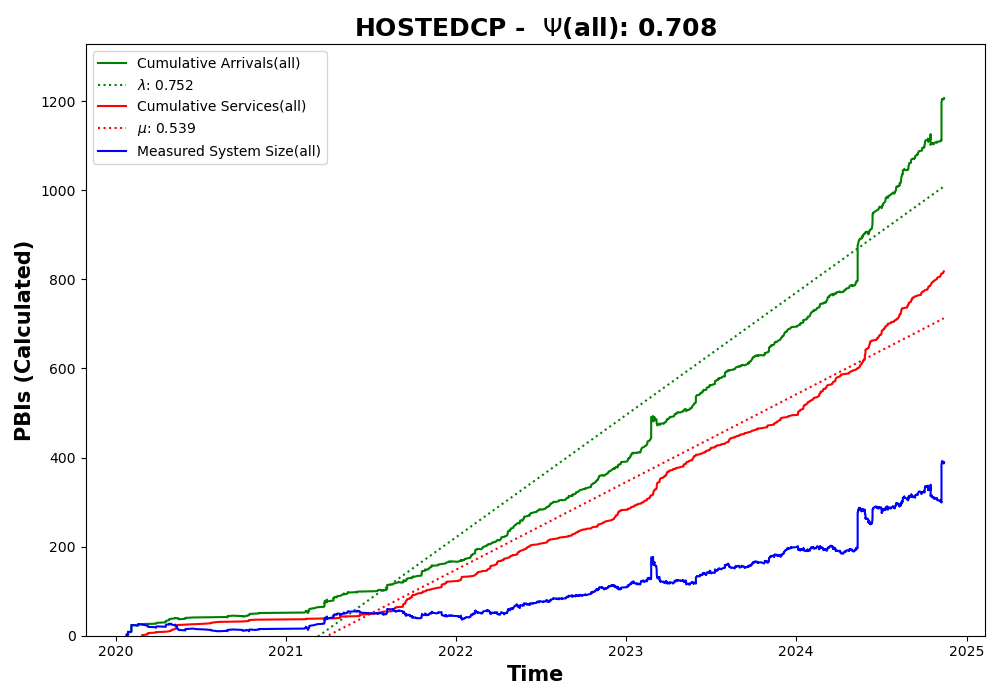 HOSTEDCP - Ψ(all): 0.708
Cumulative Arrivals(all)
λ: 0.752
Cumulative Services(all)
μ: 0.539
Measured System Size(all)
PBIs (Calculated)
1200
1000
800
600
400
200
0
2020 2021 2022 2023 2024 2025
Time